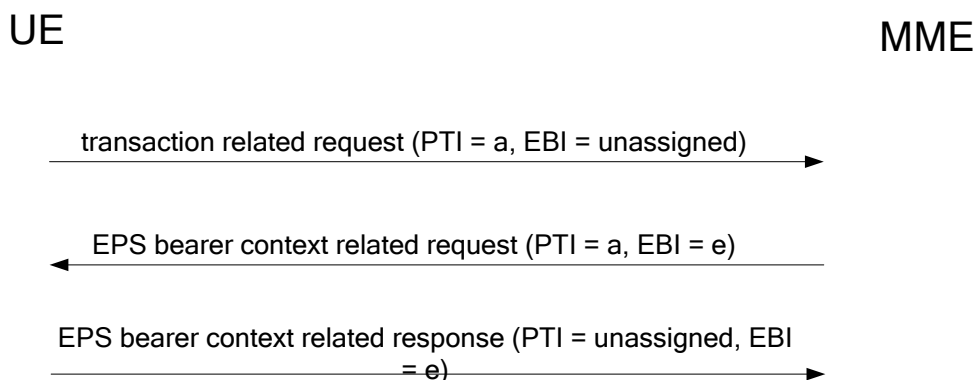 UE
MME
transaction related request (PTI = a, EBI = unassigned)
EPS bearer context related request (PTI = a, EBI = e)
EPS bearer context related response (PTI = unassigned, EBI
= e)